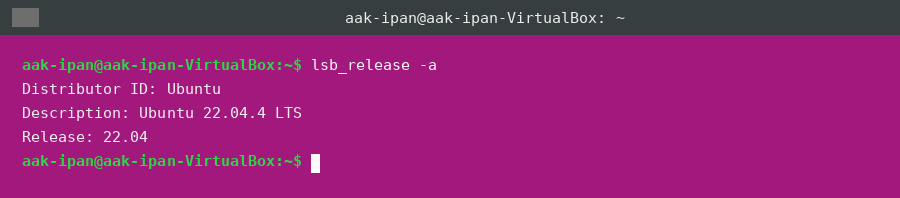 aak-ipan@aak-ipan-VirtualBox: ~
aak-ipan@aak-ipan-VirtualBox:~$ lsb_release -a
Distributor ID: Ubuntu
Description: Ubuntu 22.04.4 LTS
Release: 22.04
aak-ipan@aak-ipan-VirtualBox:~$